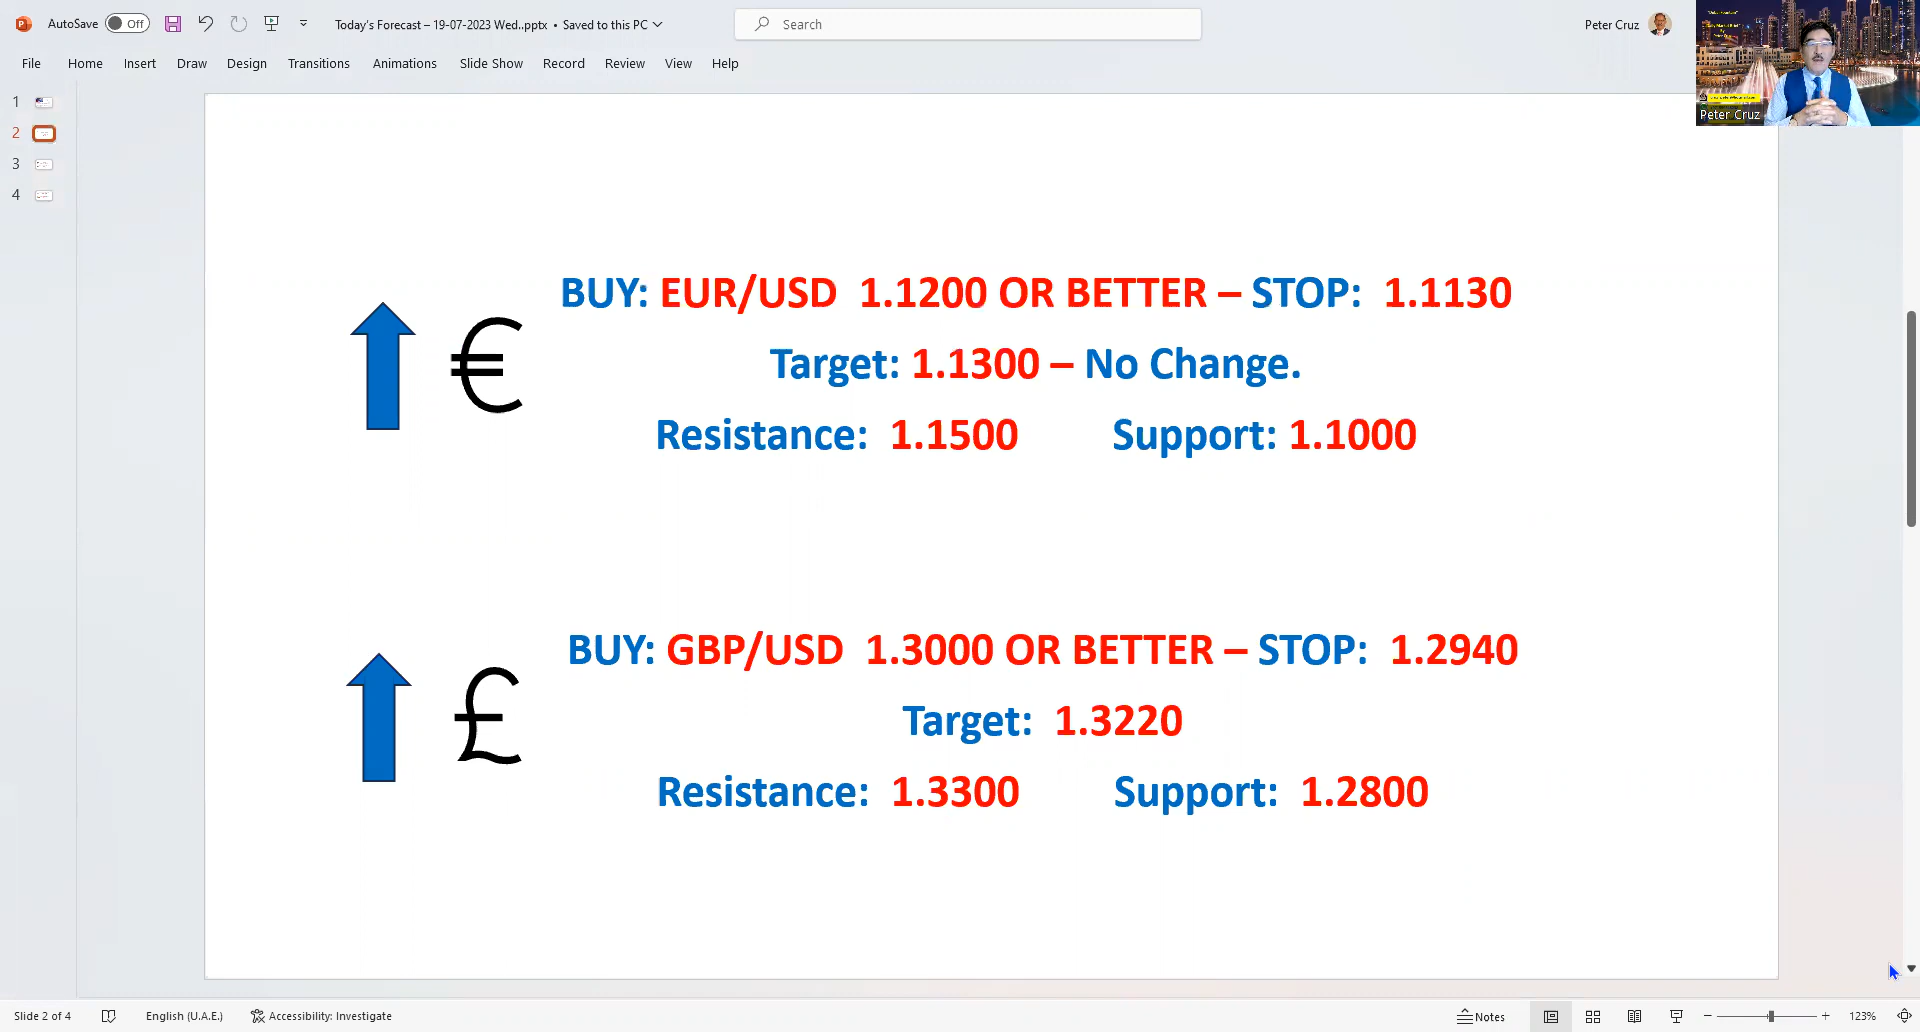 AutoSave Off Today's Forecast – 19-07-2023 Wed..pptx • Saved to this PC Search Peter Cruz
File Home Insert Draw Design Transitions Animations Slide Show Record Review View Help
Peter Cruz
1
2
3
4
BUY: EUR/USD 1.1200 OR BETTER – STOP: 1.1130
Target: 1.1300 – No Change.
Resistance: 1.1500 Support: 1.1000
€
BUY: GBP/USD 1.3000 OR BETTER – STOP: 1.2940
Target: 1.3220
Resistance: 1.3300 Support: 1.2800
£
Slide 2 of 4 English (U.A.E.) Accessibility: Investigate Notes 123%